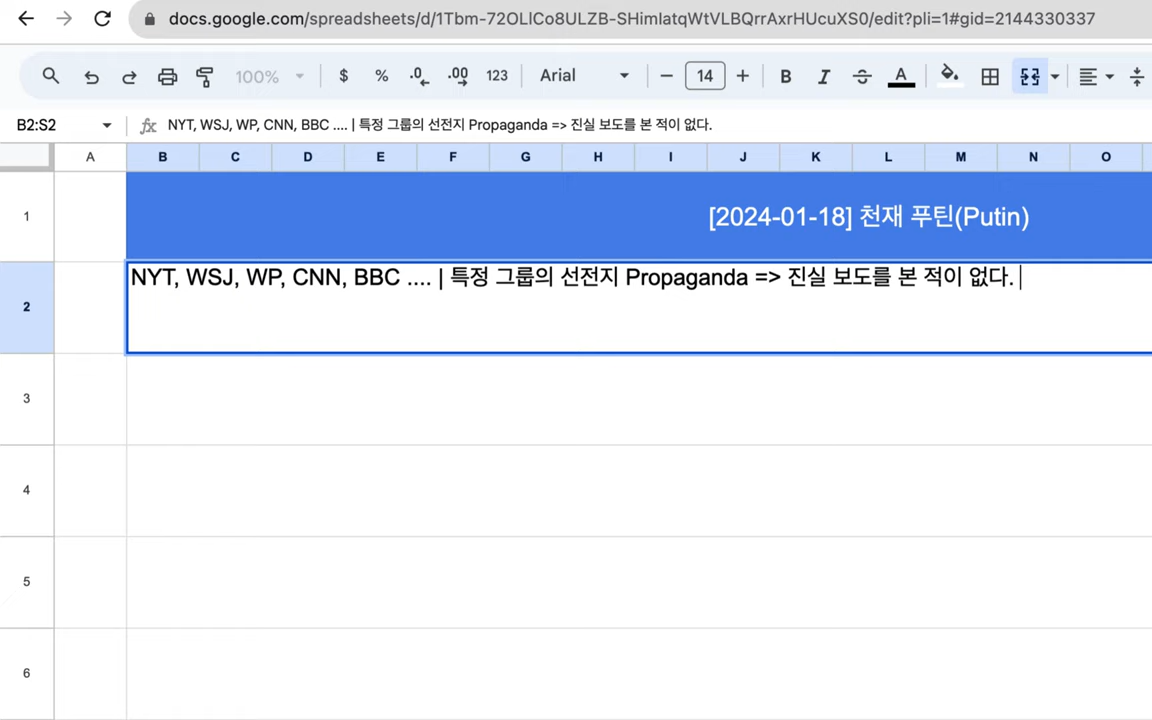 docs.google.com/spreadsheets/d/1Tbm-72OLlCo8ULZB-SHimIatqWtVLBQrrAxrHUcuXS0/edit?pli=1#gid=2144330337
100% $ % .0 .00 123 Arial 14 B I A
B2:S2 fx NYT, WSJ, WP, CNN, BBC .... | 특정 그룹의 선전지 Propaganda => 진실 보도를 본 적이 없다.
A B C D E F G H I J K L M N O
1 [2024-01-18] 천재 푸틴(Putin)
2 NYT, WSJ, WP, CNN, BBC .... | 특정 그룹의 선전지 Propaganda => 진실 보도를 본 적이 없다.
3
4
5
6